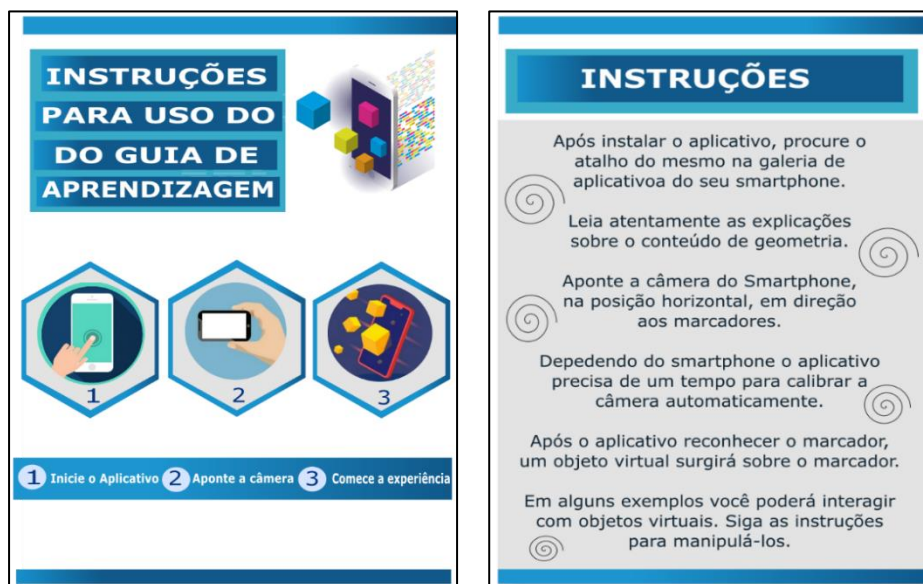 INSTRUÇÕES
PARA USO DO
DO GUIA DE
APRENDIZAGEM
1
2
3
1 Inicie o Aplicativo 2 Aponte a câmera 3 Comece a experiência
INSTRUÇÕES
Após instalar o aplicativo, procure o
atalho do mesmo na galeria de
aplicativoa do seu smartphone.
Leia atentamente as explicações
sobre o conteúdo de geometria.
Aponte a câmera do Smartphone,
na posição horizontal, em direção
aos marcadores.
Depedendo do smartphone o aplicativo
precisa de um tempo para calibrar a
câmera automaticamente.
Após o aplicativo reconhecer o marcador,
um objeto virtual surgirá sobre o marcador.
Em alguns exemplos você poderá interagir
com objetos virtuais. Siga as instruções
para manipulá-los.